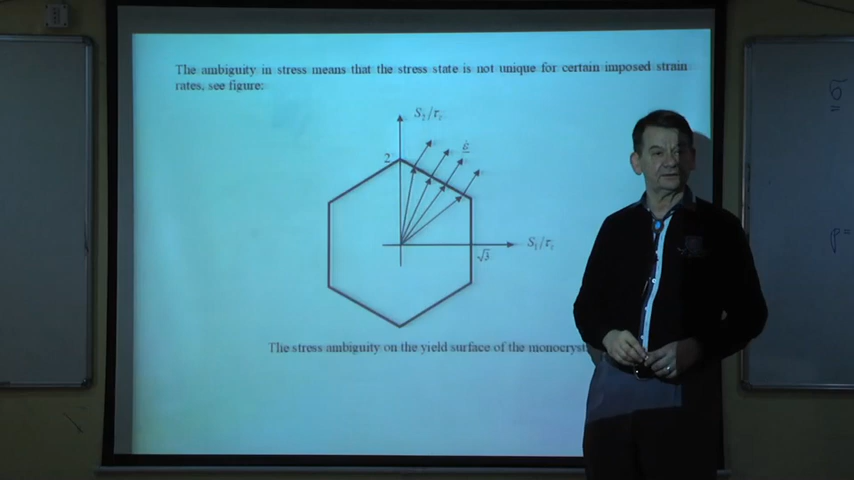 The ambiguity in stress means that the stress state is not unique for certain imposed strain
rates, see figure:
S₂/τc
2
ε̇
S₁/τc
√3
The stress ambiguity on the yield surface of the monocryst
σ